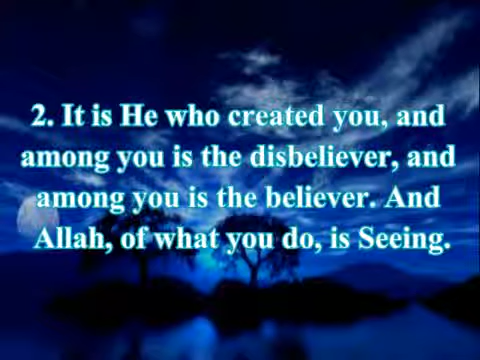 2. It is He who created you, and
among you is the disbeliever, and
among you is the believer. And
Allah, of what you do, is Seeing.